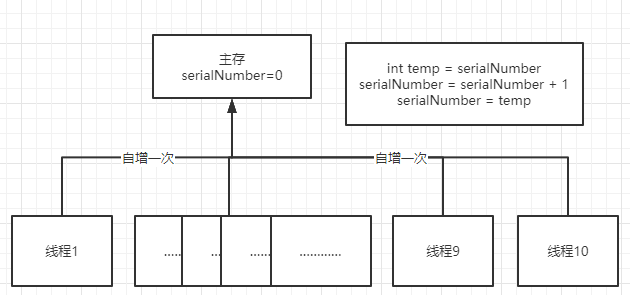 主存
serialNumber=0
int temp = serialNumber
serialNumber = serialNumber + 1
serialNumber = temp
自增一次
自增一次
线程1
......
...
......
............
线程9
线程10